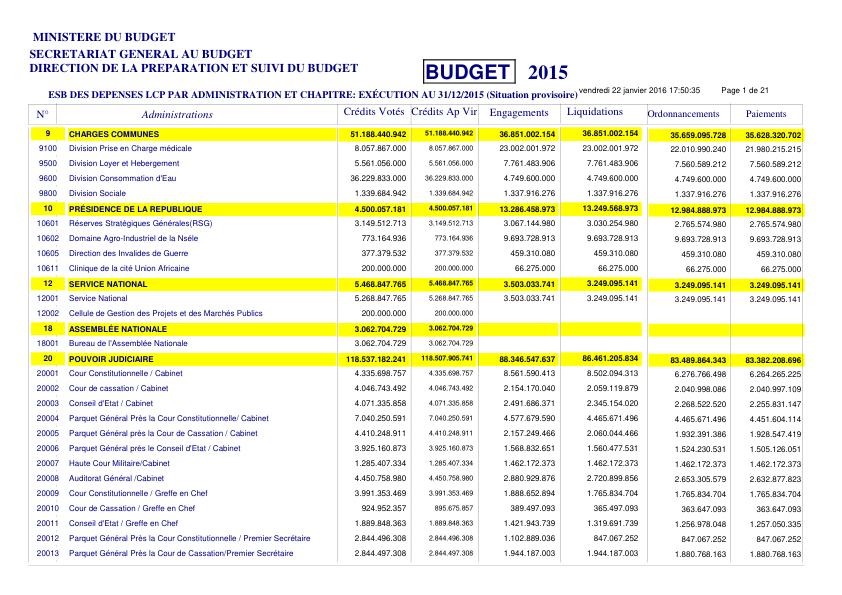 MINISTERE DU BUDGET
SECRETARIAT GENERAL AU BUDGET
DIRECTION DE LA PREPARATION ET SUIVI DU BUDGET
BUDGET 2015
ESB DES DEPENSES LCP PAR ADMINISTRATION ET CHAPITRE: EXÉCUTION AU 31/12/2015 (Situation provisoire) vendredi 22 janvier 2016 17:50:35 Page 1 de 21
N° Administrations Crédits Votés Crédits Ap Vir Engagements Liquidations Ordonnancements Paiements
9 CHARGES COMMUNES 51.188.440.942 51.188.440.942 36.851.002.154 36.851.002.154 35.659.095.728 35.628.320.702
9100 Division Prise en Charge médicale 8.057.867.000 8.057.867.000 23.002.001.972 23.002.001.972 22.010.990.240 21.980.215.215
9500 Division Loyer et Hebergement 5.561.056.000 5.561.056.000 7.761.483.906 7.761.483.906 7.560.589.212 7.560.589.212
9600 Division Consommation d'Eau 36.229.833.000 36.229.833.000 4.749.600.000 4.749.600.000 4.749.600.000 4.749.600.000
9800 Division Sociale 1.339.684.942 1.339.684.942 1.337.916.276 1.337.916.276 1.337.916.276 1.337.916.276
10 PRÉSIDENCE DE LA REPUBLIQUE 4.500.057.181 4.500.057.181 13.286.458.973 13.249.568.973 12.984.888.973 12.984.888.973
10601 Réserves Stratégiques Générales(RSG) 3.149.512.713 3.149.512.713 3.067.144.980 3.030.254.980 2.765.574.980 2.765.574.980
10602 Domaine Agro-Industriel de la Nséle 773.164.936 773.164.936 9.693.728.913 9.693.728.913 9.693.728.913 9.693.728.913
10605 Direction des Invalides de Guerre 377.379.532 377.379.532 459.310.080 459.310.080 459.310.080 459.310.080
10611 Clinique de la cité Union Africaine 200.000.000 200.000.000 66.275.000 66.275.000 66.275.000 66.275.000
12 SERVICE NATIONAL 5.468.847.765 5.468.847.765 3.503.033.741 3.249.095.141 3.249.095.141 3.249.095.141
12001 Service National 5.268.847.765 5.268.847.765 3.503.033.741 3.249.095.141 3.249.095.141 3.249.095.141
12002 Cellule de Gestion des Projets et des Marchés Publics 200.000.000 200.000.000
18 ASSEMBLÉE NATIONALE 3.062.704.729 3.062.704.729
18001 Bureau de l'Assemblée Nationale 3.062.704.729 3.062.704.729
20 POUVOIR JUDICIAIRE 118.537.182.241 118.507.905.741 88.346.547.637 86.461.205.834 83.489.864.343 83.382.208.696
20001 Cour Constitutionelle / Cabinet 4.335.698.757 4.335.698.757 8.561.590.413 8.502.094.313 6.276.766.498 6.264.265.225
20002 Cour de cassation / Cabinet 4.046.743.492 4.046.743.492 2.154.170.040 2.059.119.879 2.040.998.086 2.040.997.109
20003 Conseil d'Etat / Cabinet 4.071.335.858 4.071.335.858 2.491.686.371 2.345.154.020 2.268.522.520 2.255.831.147
20004 Parquet Général Près la Cour Constitutionnelle/ Cabinet 7.040.250.591 7.040.250.591 4.577.679.590 4.465.671.496 4.465.671.496 4.451.604.114
20005 Parquet Général près la Cour de Cassation / Cabinet 4.410.248.911 4.410.248.911 2.157.249.466 2.060.044.466 1.932.391.386 1.928.547.419
20006 Parquet Général près le Conseil d'Etat / Cabinet 3.925.160.873 3.925.160.873 1.568.832.651 1.560.477.531 1.524.230.531 1.505.126.051
20007 Haute Cour Militaire/Cabinet 1.285.407.334 1.285.407.334 1.462.172.373 1.462.172.373 1.462.172.373 1.462.172.373
20008 Auditorat Général /Cabinet 4.450.758.980 4.450.758.980 2.880.929.876 2.720.899.856 2.653.305.579 2.632.877.823
20009 Cour Constitutionnelle / Greffe en Chef 3.991.353.469 3.991.353.469 1.888.652.894 1.765.834.704 1.765.834.704 1.765.834.704
20010 Cour de Cassation / Greffe en Chef 924.952.357 895.675.857 389.497.093 365.497.093 363.647.093 363.647.093
20011 Conseil d'Etat / Greffe en Chef 1.889.848.363 1.889.848.363 1.421.943.739 1.319.691.739 1.256.978.048 1.257.050.335
20012 Parquet Général Près la Cour Constitutionnelle / Premier Secrétaire 2.844.496.308 2.844.496.308 1.102.889.036 847.067.252 847.067.252 847.067.252
20013 Parquet Général Près la Cour de Cassation/Premier Secrétaire 2.844.497.308 2.844.497.308 1.944.187.003 1.944.187.003 1.880.768.163 1.880.768.163